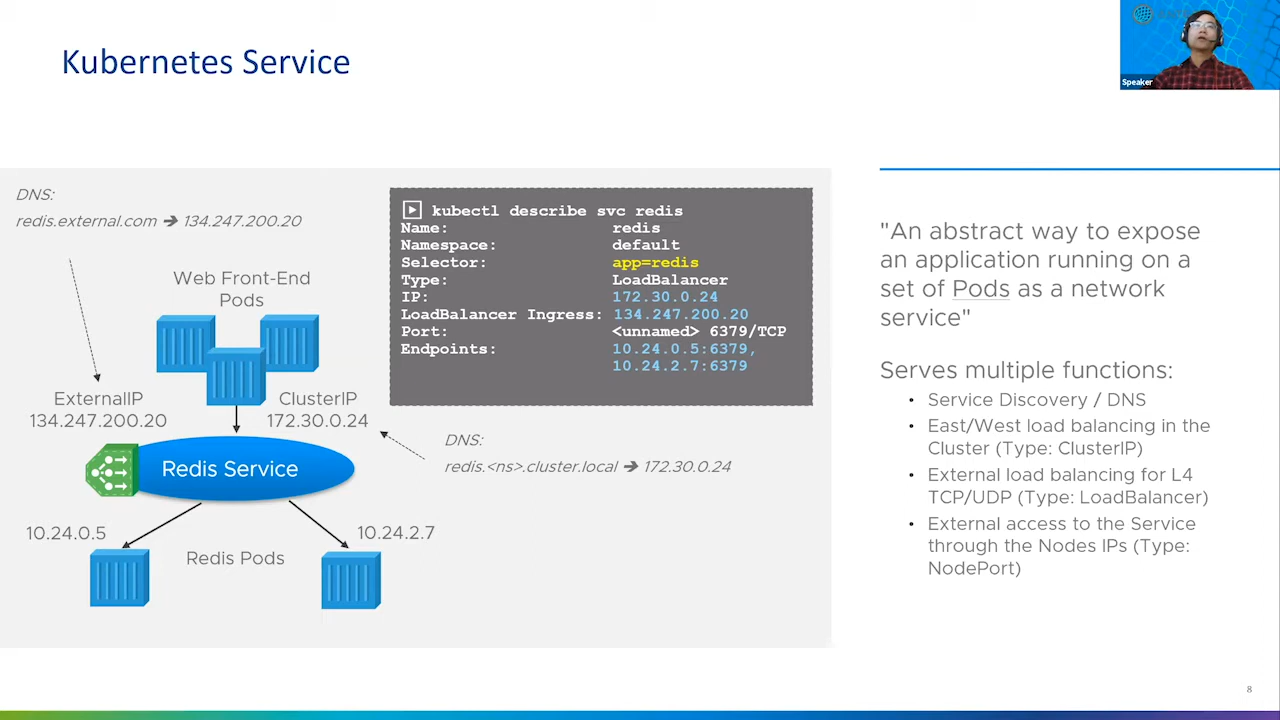 Kubernetes Service
Speaker
DNS:
redis.external.com ➔ 134.247.200.20
Web Front-End
Pods
ExternalIP
134.247.200.20
ClusterIP
172.30.0.24
Redis Service
10.24.0.5
10.24.2.7
Redis Pods
kubectl describe svc redis
Name: redis
Namespace: default
Selector: app=redis
Type: LoadBalancer
IP: 172.30.0.24
LoadBalancer Ingress: 134.247.200.20
Port: <unnamed> 6379/TCP
Endpoints: 10.24.0.5:6379,
10.24.2.7:6379
DNS:
redis.<ns>.cluster.local ➔ 172.30.0.24
"An abstract way to expose
an application running on a
set of Pods as a network
service"
Serves multiple functions:
• Service Discovery / DNS
• East/West load balancing in the
Cluster (Type: ClusterIP)
• External load balancing for L4
TCP/UDP (Type: LoadBalancer)
• External access to the Service
through the Nodes IPs (Type:
NodePort)
8